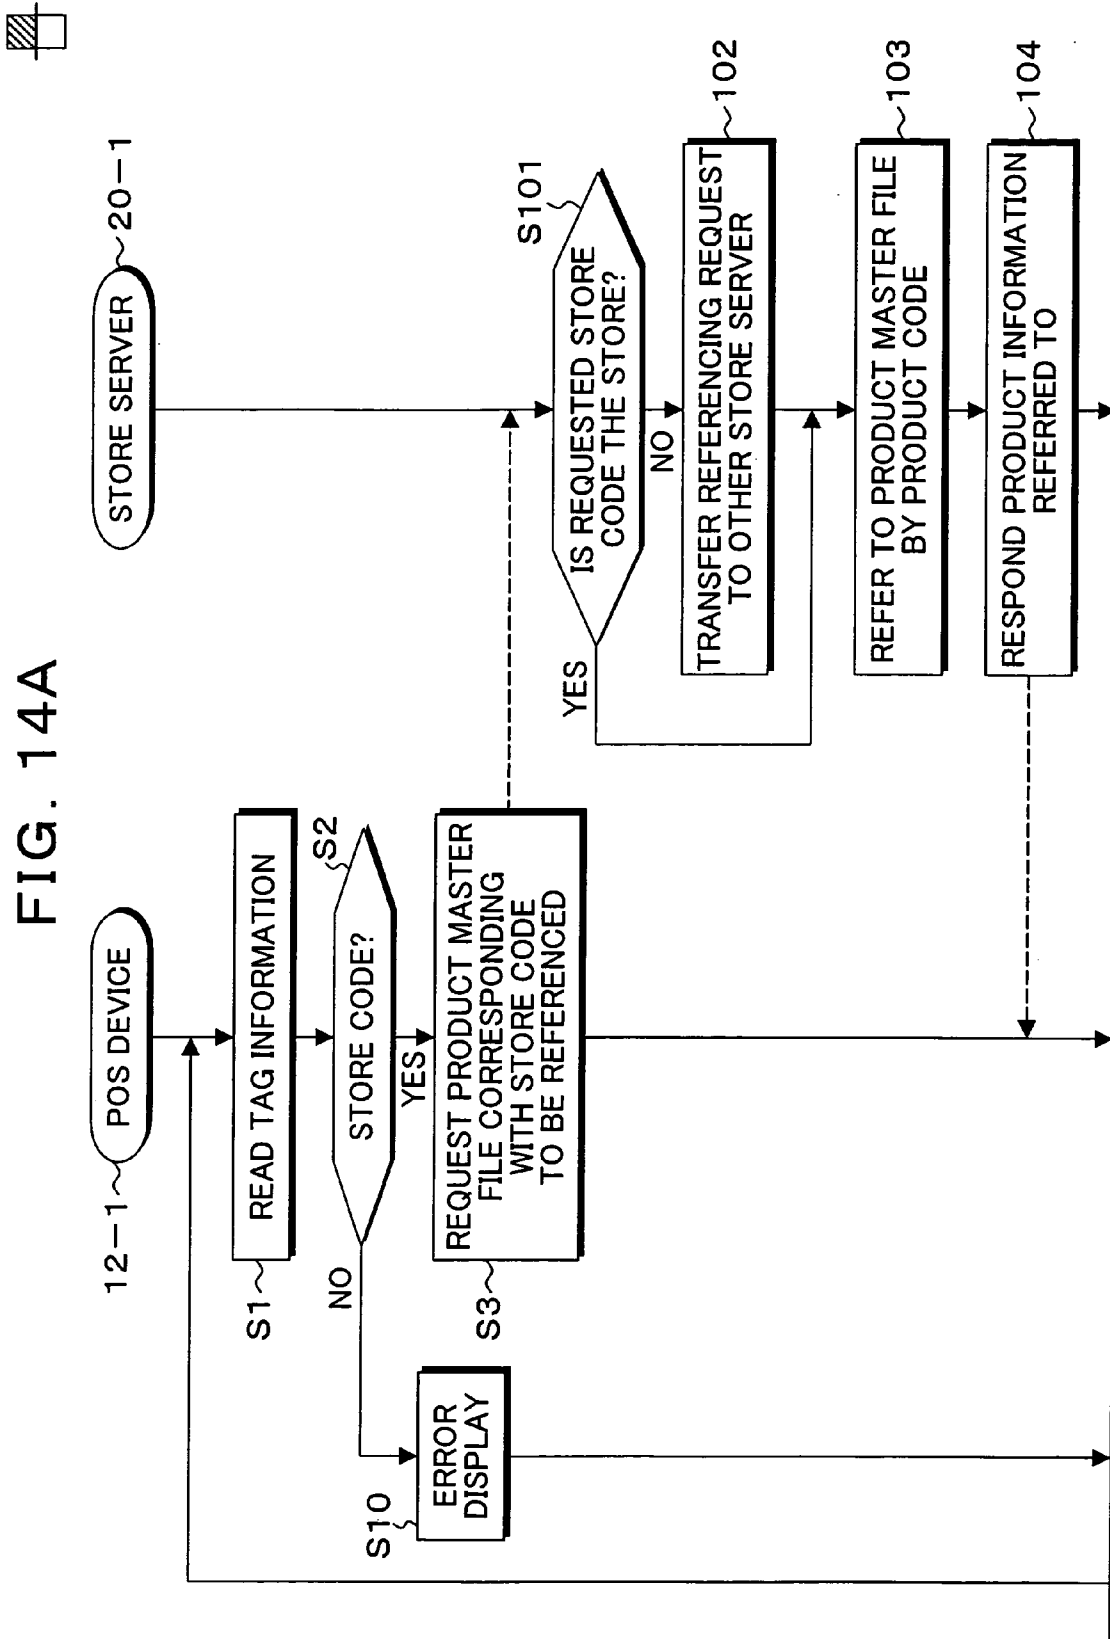 FIG. 14A
POS DEVICE
12-1
READ TAG INFORMATION
S1
STORE CODE?
S2
NO
YES
ERROR
DISPLAY
S10
REQUEST PRODUCT MASTER
FILE CORRESPONDING
WITH STORE CODE
TO BE REFERENCED
S3
STORE SERVER
20-1
IS REQUESTED STORE
CODE THE STORE?
S101
YES
NO
TRANSFER REFERENCING REQUEST
TO OTHER STORE SERVER
102
REFER TO PRODUCT MASTER FILE
BY PRODUCT CODE
103
RESPOND PRODUCT INFORMATION
REFERRED TO
104